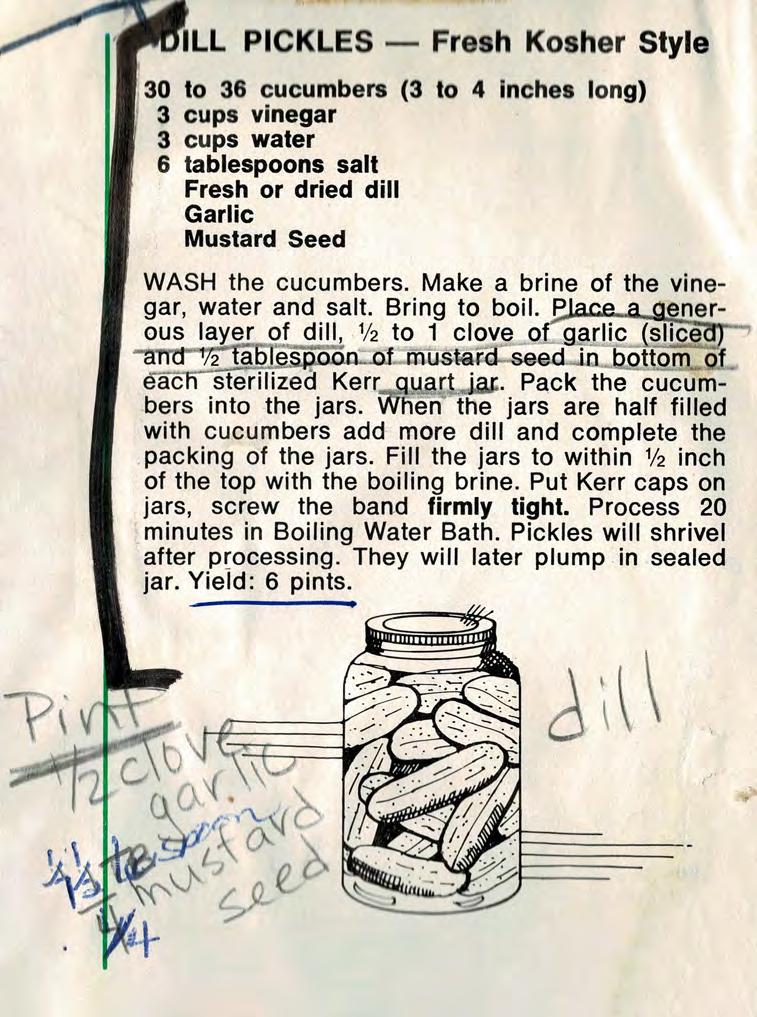 DILL PICKLES — Fresh Kosher Style
30 to 36 cucumbers (3 to 4 inches long)
3 cups vinegar
3 cups water
6 tablespoons salt
Fresh or dried dill
Garlic
Mustard Seed
WASH the cucumbers. Make a brine of the vine-
gar, water and salt. Bring to boil. Place a gener-
ous layer of dill, ½ to 1 clove of garlic (sliced)
and ½ tablespoon of mustard seed in bottom of
each sterilized Kerr quart jar. Pack the cucum-
bers into the jars. When the jars are half filled
with cucumbers add more dill and complete the
packing of the jars. Fill the jars to within ½ inch
of the top with the boiling brine. Put Kerr caps on
jars, screw the band firmly tight. Process 20
minutes in Boiling Water Bath. Pickles will shrivel
after processing. They will later plump in sealed
jar. Yield: 6 pints.
dill
Pint
1/2 clove
garlic
mustard
seed